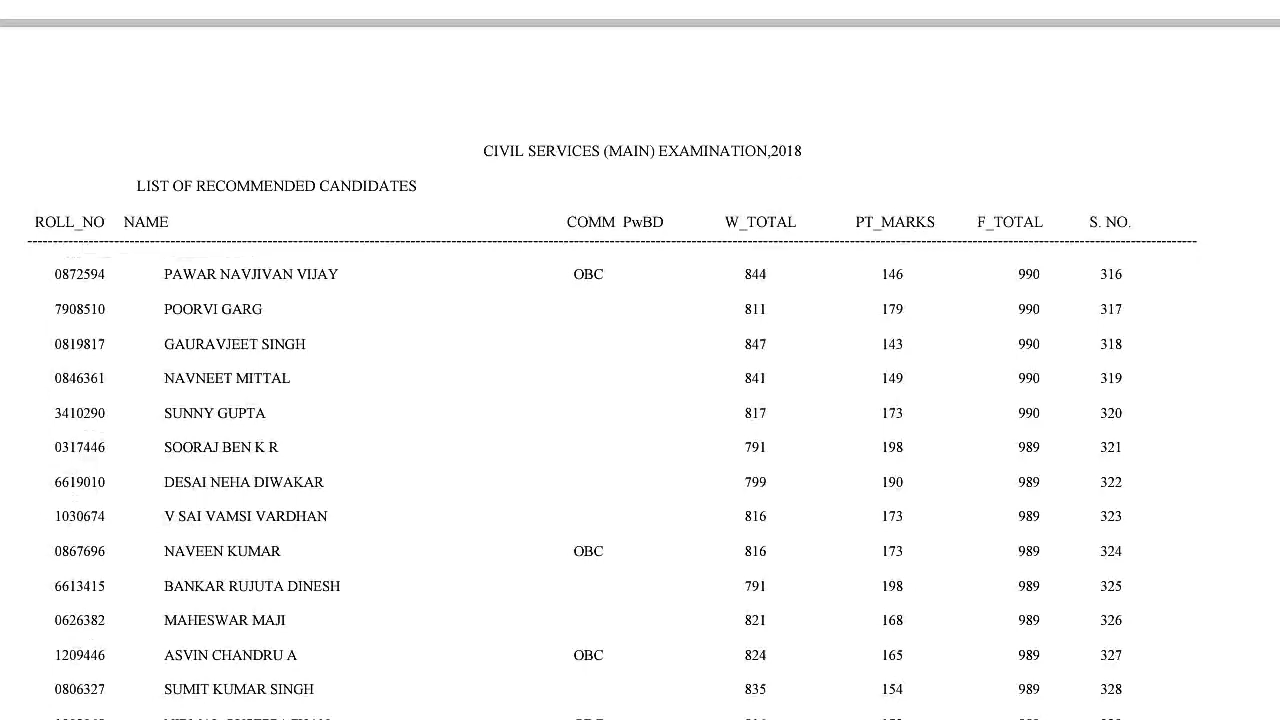 CIVIL SERVICES (MAIN) EXAMINATION,2018
LIST OF RECOMMENDED CANDIDATES
ROLL_NO NAME COMM PwBD W_TOTAL PT_MARKS F_TOTAL S. NO.
0872594 PAWAR NAVJIVAN VIJAY OBC 844 146 990 316
7908510 POORVI GARG 811 179 990 317
0819817 GAURAVJEET SINGH 847 143 990 318
0846361 NAVNEET MITTAL 841 149 990 319
3410290 SUNNY GUPTA 817 173 990 320
0317446 SOORAJ BEN K R 791 198 989 321
6619010 DESAI NEHA DIWAKAR 799 190 989 322
1030674 V SAI VAMSI VARDHAN 816 173 989 323
0867696 NAVEEN KUMAR OBC 816 173 989 324
6613415 BANKAR RUJUTA DINESH 791 198 989 325
0626382 MAHESWAR MAJI 821 168 989 326
1209446 ASVIN CHANDRU A OBC 824 165 989 327
0806327 SUMIT KUMAR SINGH 835 154 989 328